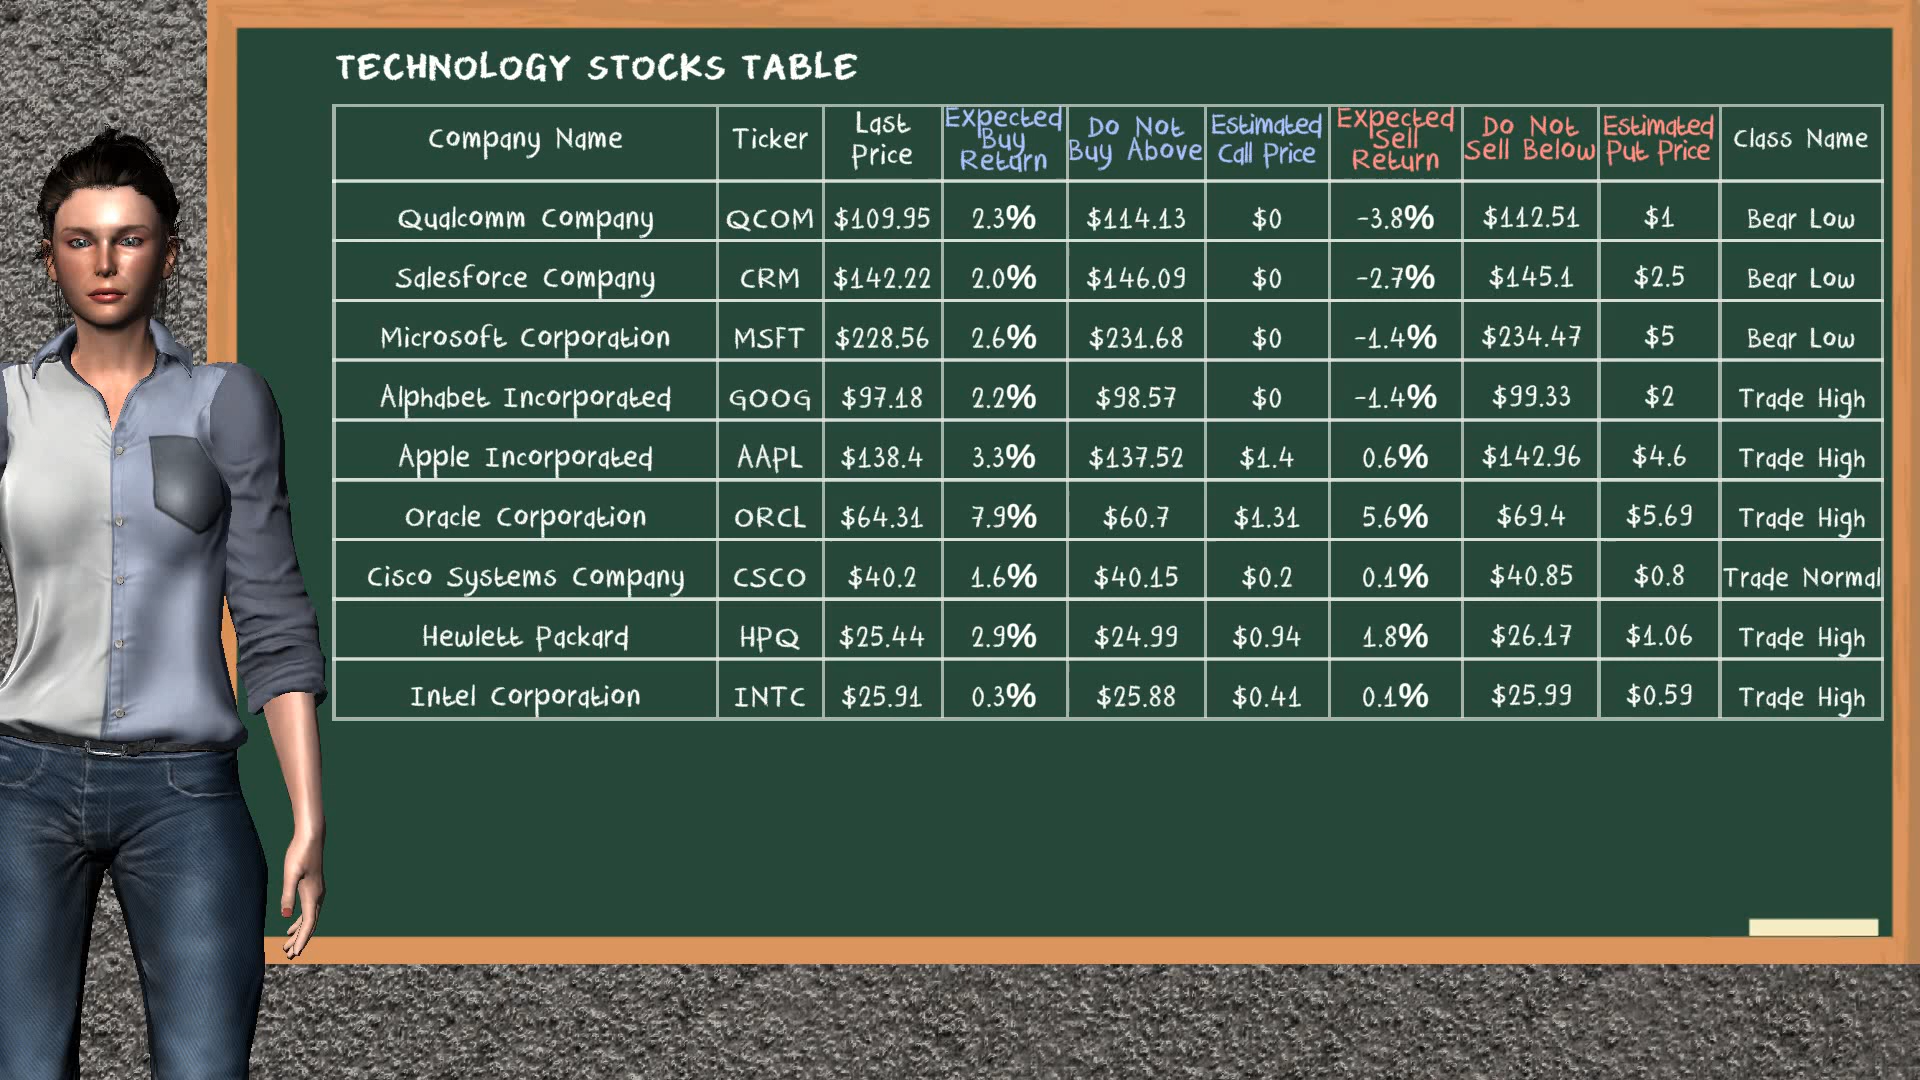 TECHNOLOGY STOCKS TABLE
Company Name Ticker Last Price Expected Buy Return Do Not Buy Above Estimated Call Price Expected Sell Return Do Not Sell Below Estimated Put Price Class Name
Qualcomm Company QCOM $109.95 2.3% $114.13 $0 -3.8% $112.51 $1 Bear Low
Salesforce Company CRM $142.22 2.0% $146.09 $0 -2.7% $145.1 $2.5 Bear Low
Microsoft Corporation MSFT $228.56 2.6% $231.68 $0 -1.4% $234.47 $5 Bear Low
Alphabet Incorporated GOOG $97.18 2.2% $98.57 $0 -1.4% $99.33 $2 Trade High
Apple Incorporated AAPL $138.4 3.3% $137.52 $1.4 0.6% $142.96 $4.6 Trade High
Oracle Corporation ORCL $64.31 7.9% $60.7 $1.31 5.6% $69.4 $5.69 Trade High
Cisco Systems Company CSCO $40.2 1.6% $40.15 $0.2 0.1% $40.85 $0.8 Trade Normal
Hewlett Packard HPQ $25.44 2.9% $24.99 $0.94 1.8% $26.17 $1.06 Trade High
Intel Corporation INTC $25.91 0.3% $25.88 $0.41 0.1% $25.99 $0.59 Trade High